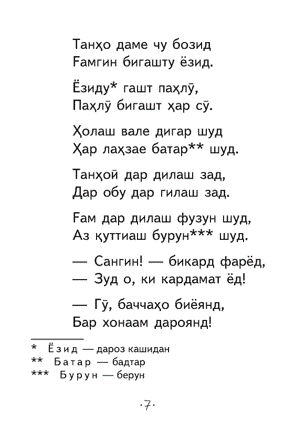 Танҳо даме чу бозид
Ғамгин бигашту ёзид.
Ёзиду* гашт паҳлӯ,
Паҳлӯ бигашт ҳар сӯ.
Ҳолаш вале дигар шуд
Ҳар лаҳзае батар** шуд.
Танҳоӣ дар дилаш зад,
Дар обу дар гилаш зад.
Ғам дар дилаш фузун шуд,
Аз қуттиаш бурун*** шуд.
— Сангин! — бикард фарёд,
— Зуд о, ки кардамат ёд!
— Гӯ, баччаҳо биёянд,
Бар хонаам дароянд!
* Ёзид — дароз кашидан
** Батар — бадтар
*** Бурун — берун
·7·